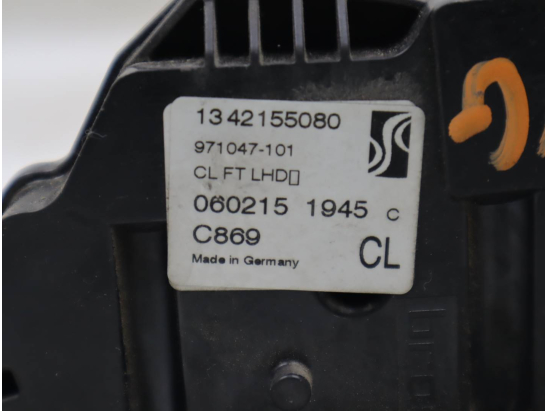 1342155080
971047-101
CL FT LHD▯
060215 1945 C
C869
Made in Germany
CL